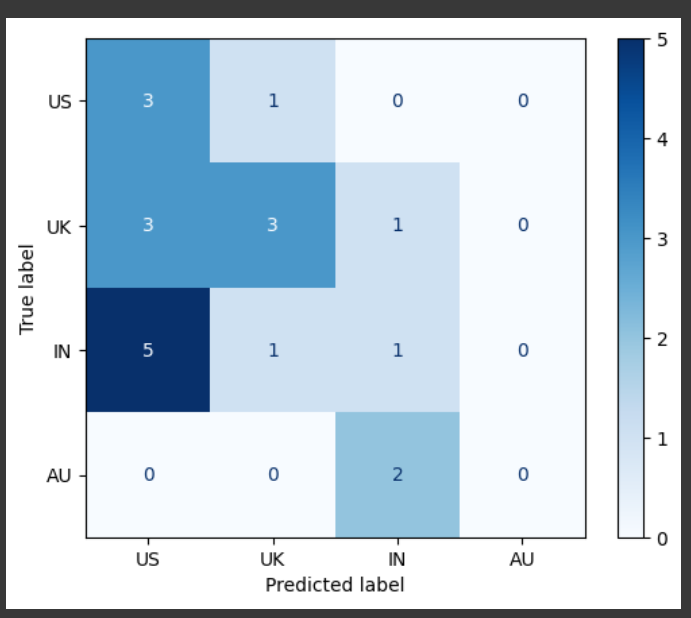 5
US 3 1 0 0
4
UK 3 3 1 0
3
True label
IN 5 1 1 0
2
1
AU 0 0 2 0
0
US UK IN AU
Predicted label